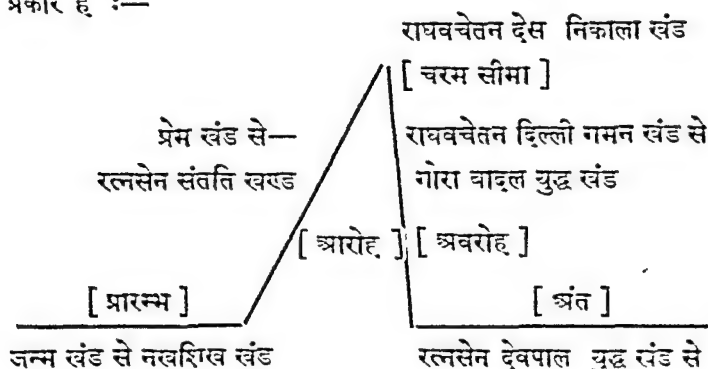 प्रकार है :—
राघवचेतन देस निकाला खंड
[ चरम सीमा ]
प्रेम खंड से—
राघवचेतन दिल्ली गमन खंड से
रत्नसेन संतति खण्ड
गोरा बादल युद्ध खंड
[ आरोह ] [ अवरोह ]
[ प्रारम्भ ]
[ अंत ]
जन्म खंड से नखशिख खंड
रत्नसेन देवपाल युद्ध खंड से